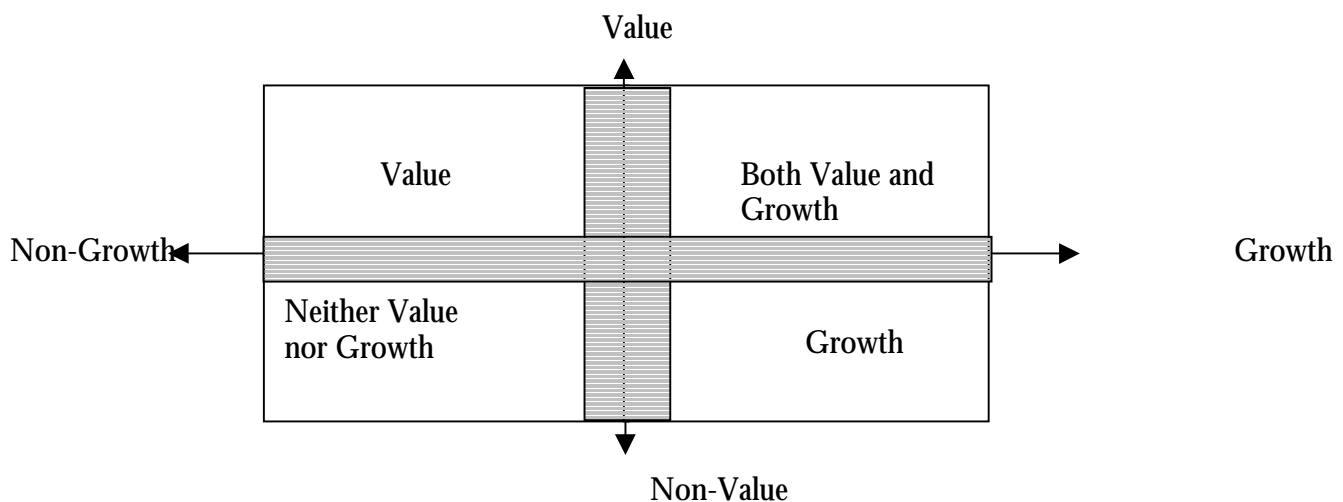 Value
Value
Both Value and
Growth
Non-Growth
Growth
Neither Value
nor Growth
Growth
Non-Value